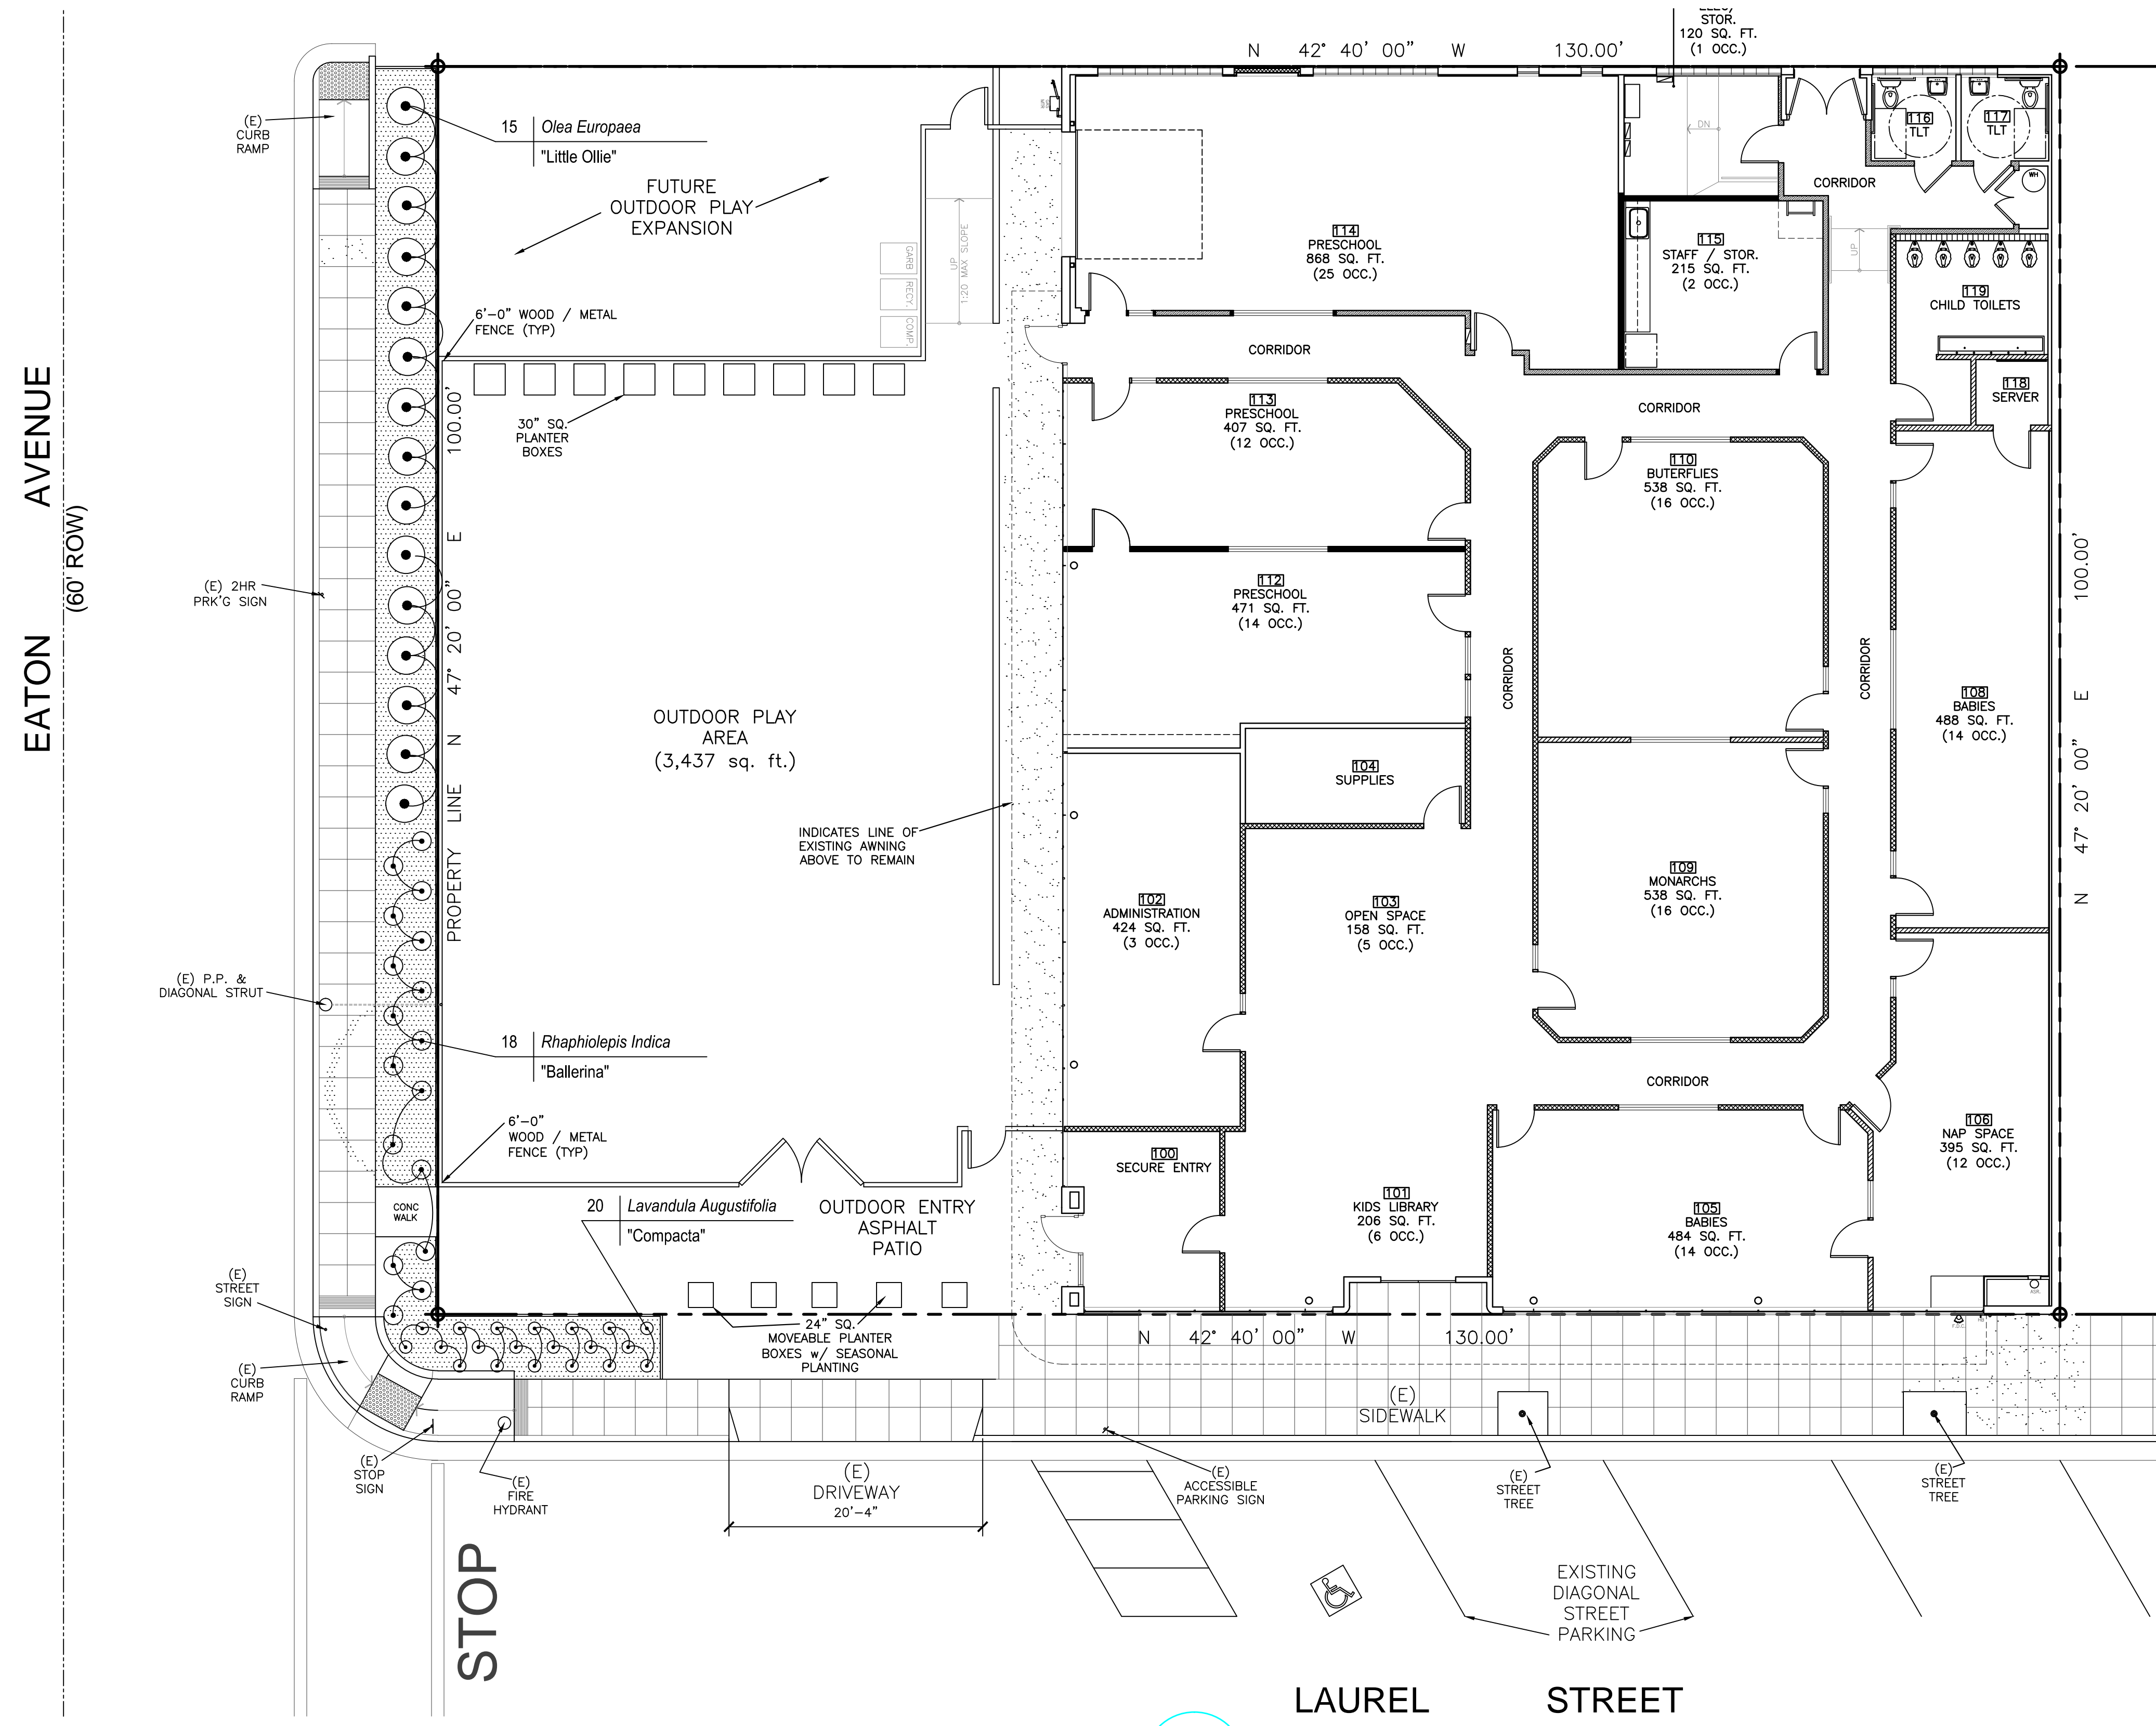 STOR.
120 SQ. FT.
(1 OCC.)
N 42° 40' 00" W 130.00'
(E)
CURB
RAMP
15 Olea Europaea
"Little Ollie"
FUTURE
OUTDOOR PLAY
EXPANSION
DN
116
TLT
117
TLT
CORRIDOR
WH
GARB
RECY.
COMP.
UP
1:20 MAX SLOPE
114
PRESCHOOL
868 SQ. FT.
(25 OCC.)
115
STAFF / STOR.
215 SQ. FT.
(2 OCC.)
UP
119
CHILD TOILETS
6'-0" WOOD / METAL
FENCE (TYP)
CORRIDOR
118
SERVER
30" SQ.
PLANTER
BOXES
113
PRESCHOOL
407 SQ. FT.
(12 OCC.)
CORRIDOR
110
BUTERFLIES
538 SQ. FT.
(16 OCC.)
EATON AVENUE
(60' ROW)
PROPERTY LINE N 47° 20' 00" E 100.00'
(E) 2HR
PRK'G SIGN
112
PRESCHOOL
471 SQ. FT.
(14 OCC.)
CORRIDOR
CORRIDOR
108
BABIES
488 SQ. FT.
(14 OCC.)
N 47° 20' 00" E 100.00'
OUTDOOR PLAY
AREA
(3,437 sq. ft.)
104
SUPPLIES
INDICATES LINE OF
EXISTING AWNING
ABOVE TO REMAIN
102
ADMINISTRATION
424 SQ. FT.
(3 OCC.)
103
OPEN SPACE
158 SQ. FT.
(5 OCC.)
109
MONARCHS
538 SQ. FT.
(16 OCC.)
(E) P.P. &
DIAGONAL STRUT
18 Rhaphiolepis Indica
"Ballerina"
CORRIDOR
6'-0"
WOOD / METAL
FENCE (TYP)
100
SECURE ENTRY
106
NAP SPACE
395 SQ. FT.
(12 OCC.)
CONC
WALK
20 Lavandula Augustifolia
"Compacta"
OUTDOOR ENTRY
ASPHALT
PATIO
101
KIDS LIBRARY
206 SQ. FT.
(6 OCC.)
105
BABIES
484 SQ. FT.
(14 OCC.)
(E)
STREET
SIGN
24" SQ.
MOVEABLE PLANTER
BOXES w/ SEASONAL
PLANTING
N 42° 40' 00" W 130.00'
(E)
CURB
RAMP
(E)
SIDEWALK
(E)
STOP
SIGN
(E)
FIRE
HYDRANT
(E)
DRIVEWAY
20'-4"
(E)
ACCESSIBLE
PARKING SIGN
(E)
STREET
TREE
(E)
STREET
TREE
STOP
EXISTING
DIAGONAL
STREET
PARKING
LAUREL STREET